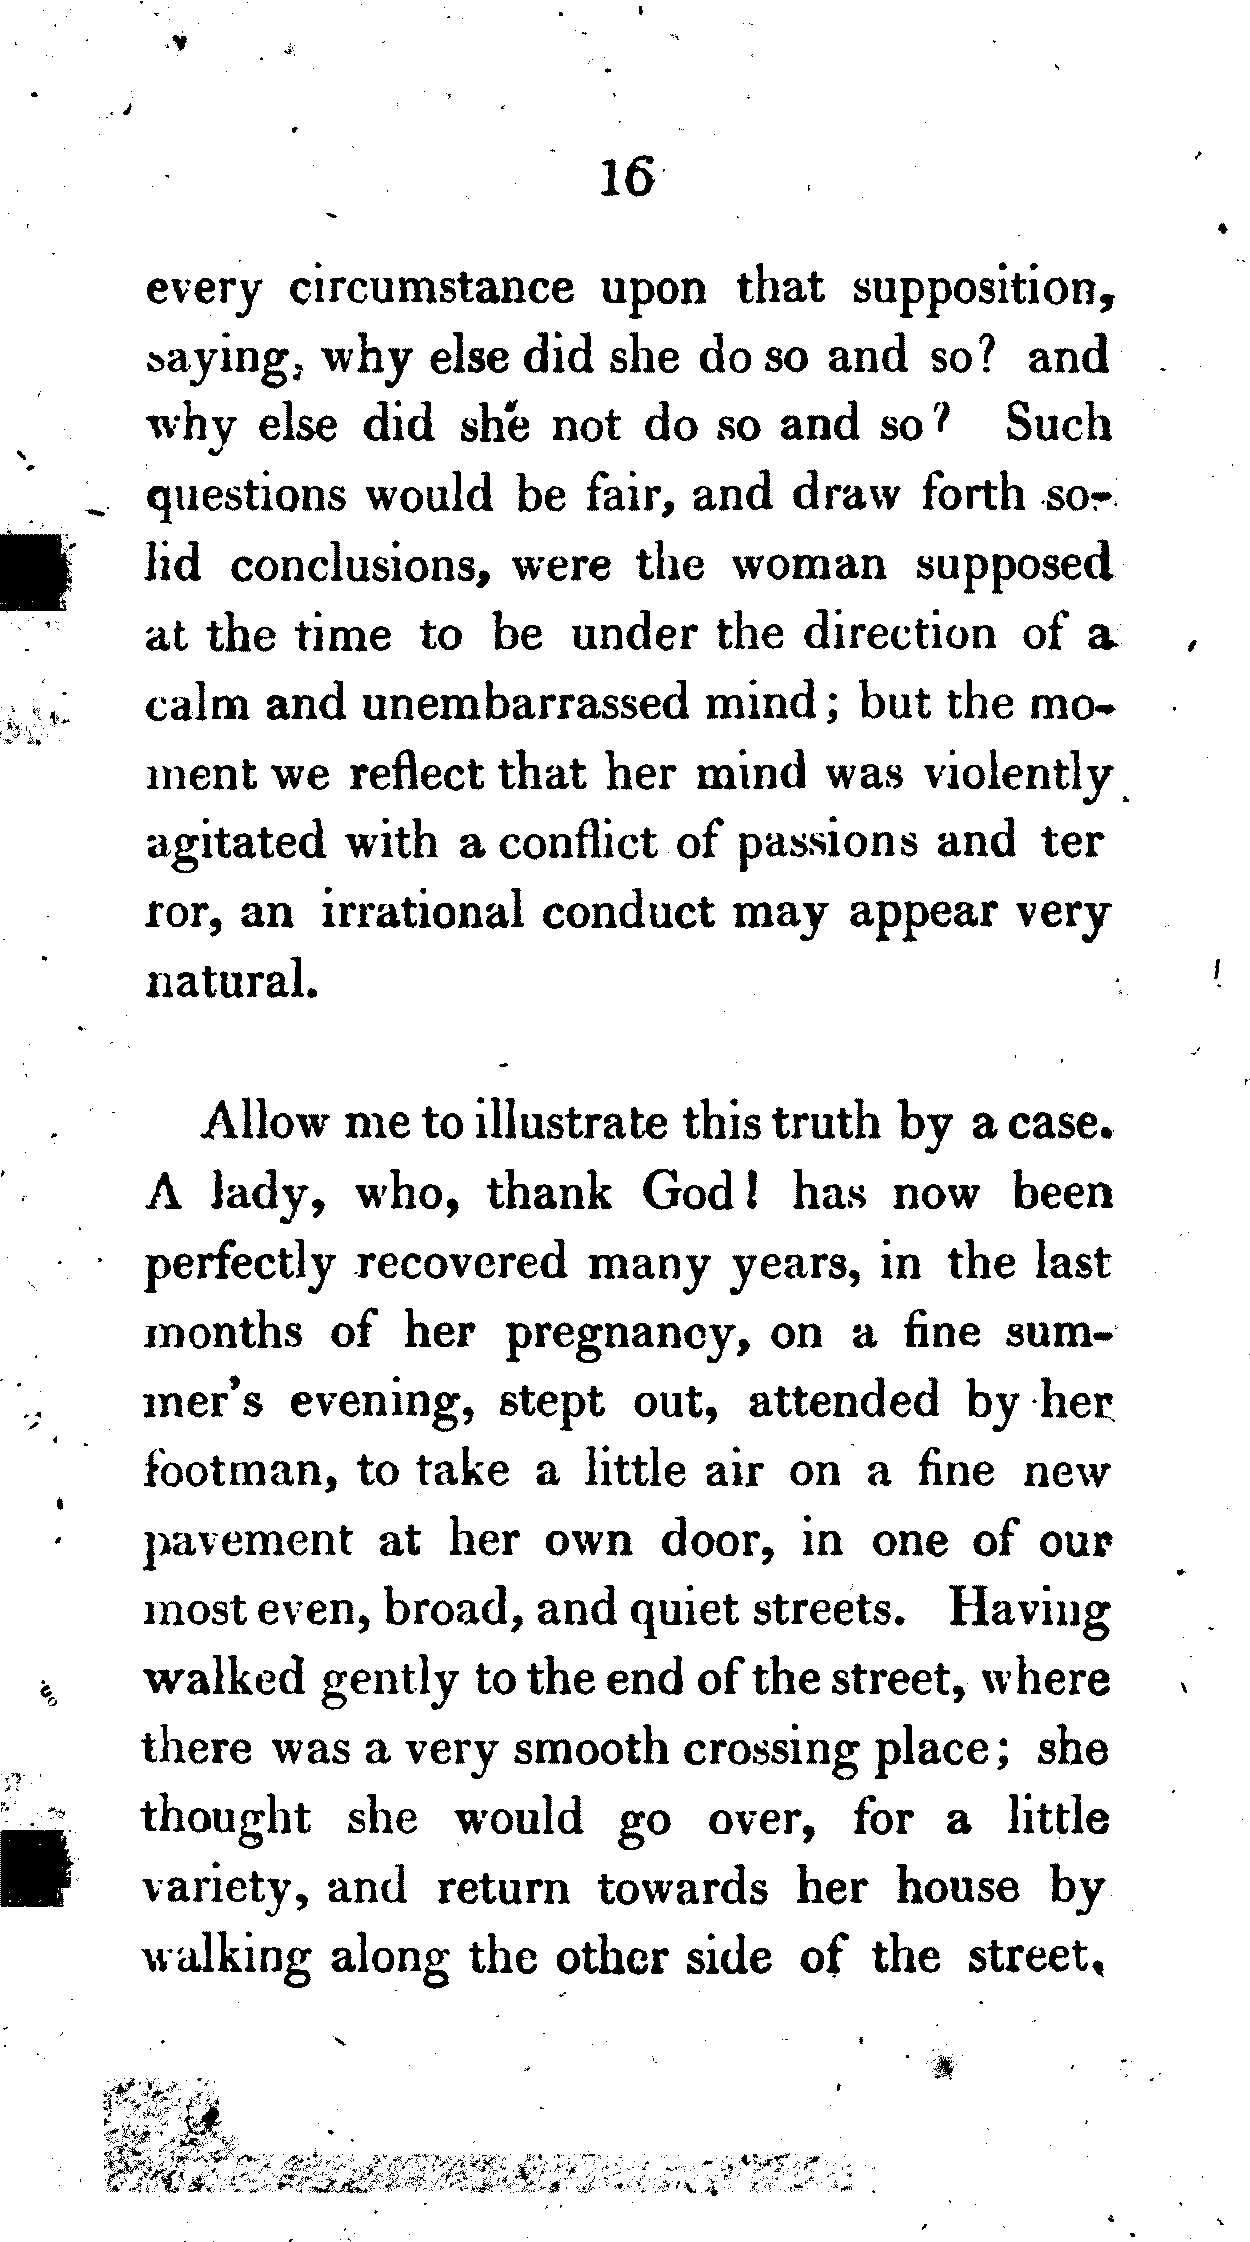 16
every circumstance upon that supposition,
saying, why else did she do so and so? and
why else did she not do so and so? Such
questions would be fair, and draw forth so-
lid conclusions, were the woman supposed
at the time to be under the direction of a
calm and unembarrassed mind; but the mo-
ment we reflect that her mind was violently
agitated with a conflict of passions and ter
ror, an irrational conduct may appear very
natural.
Allow me to illustrate this truth by a case.
A lady, who, thank God! has now been
perfectly recovered many years, in the last
months of her pregnancy, on a fine sum-
mer's evening, stept out, attended by her
footman, to take a little air on a fine new
pavement at her own door, in one of our
most even, broad, and quiet streets. Having
walked gently to the end of the street, where
there was a very smooth crossing place; she
thought she would go over, for a little
variety, and return towards her house by
walking along the other side of the street,